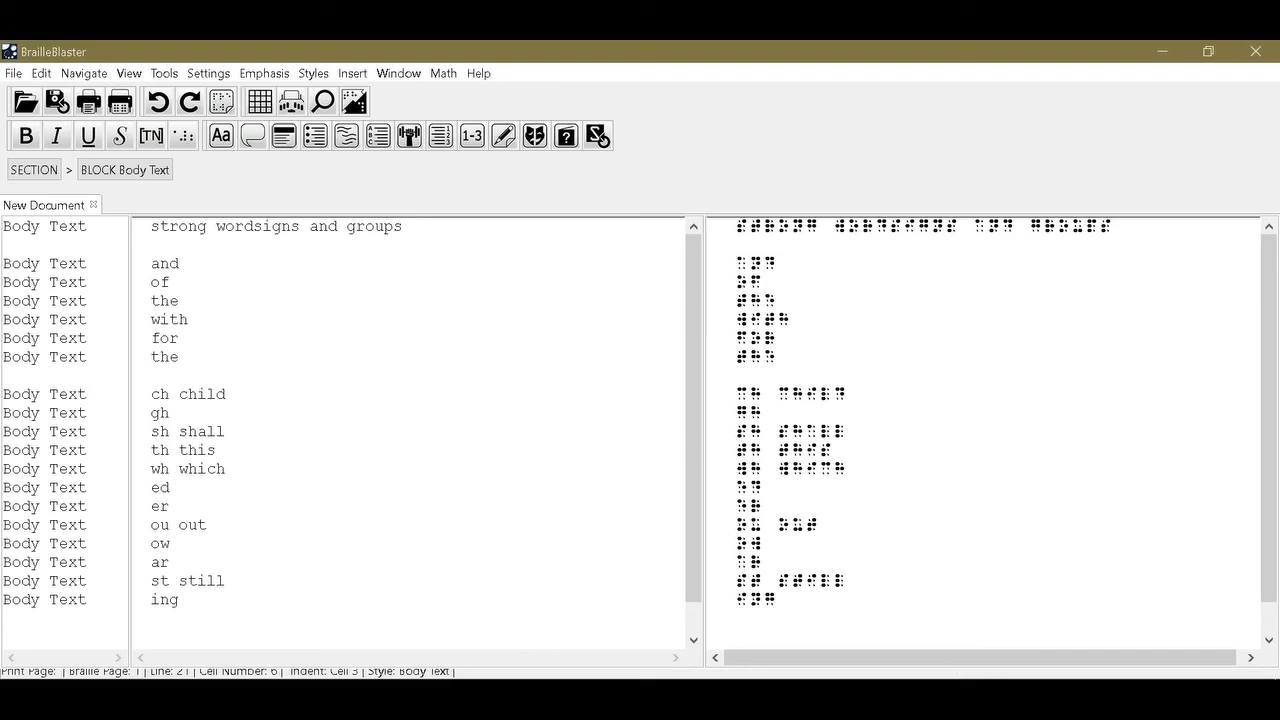 BrailleBlaster
File Edit Navigate View Tools Settings Emphasis Styles Insert Window Math Help
B I U S [TN]
Aa 1-3
SECTION > BLOCK Body Text
New Document
Body Text strong wordsigns and groups ⠎⠞⠗⠕⠝⠛ ⠺⠕⠗⠙⠎⠊⠛⠝⠎ ⠁⠝⠙ ⠛⠗⠕⠥⠏⠎
Body Text and ⠁⠝⠙
Body Text of ⠕⠋
Body Text the ⠞⠓⠑
Body Text with ⠺⠊⠞⠓
Body Text for ⠋⠕⠗
Body Text the ⠞⠓⠑
Body Text ch child ⠉⠓ ⠉⠓⠊⠇⠙
Body Text gh ⠛⠓
Body Text sh shall ⠎⠓ ⠎⠓⠁⠇⠇
Body Text th this ⠞⠓ ⠞⠓⠊⠎
Body Text wh which ⠺⠓ ⠺⠓⠊⠉⠓
Body Text ed ⠑⠙
Body Text er ⠑⠗
Body Text ou out ⠕⠥ ⠕⠥⠞
Body Text ow ⠕⠺
Body Text ar ⠁⠗
Body Text st still ⠎⠞ ⠎⠞⠊⠇⠇
Body Text ing ⠊⠝⠛
Print Page: | Braille Page: 1 | Line: 21 | Cell Number: 6 | Indent: Cell 3 | Style: Body Text |